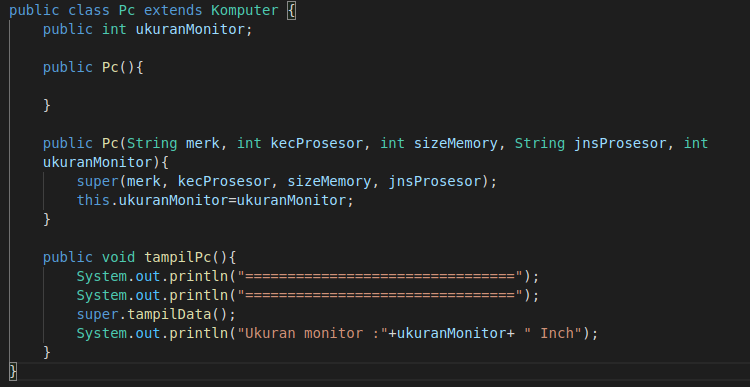 public class Pc extends Komputer {
    public int ukuranMonitor;

    public Pc(){

    }

    public Pc(String merk, int kecProsesor, int sizeMemory, String jnsProsesor, int
    ukuranMonitor){
        super(merk, kecProsesor, sizeMemory, jnsProsesor);
        this.ukuranMonitor=ukuranMonitor;
    }

    public void tampilPc(){
        System.out.println("================================");
        System.out.println("================================");
        super.tampilData();
        System.out.println("Ukuran monitor :"+ukuranMonitor+ " Inch");
    }
}